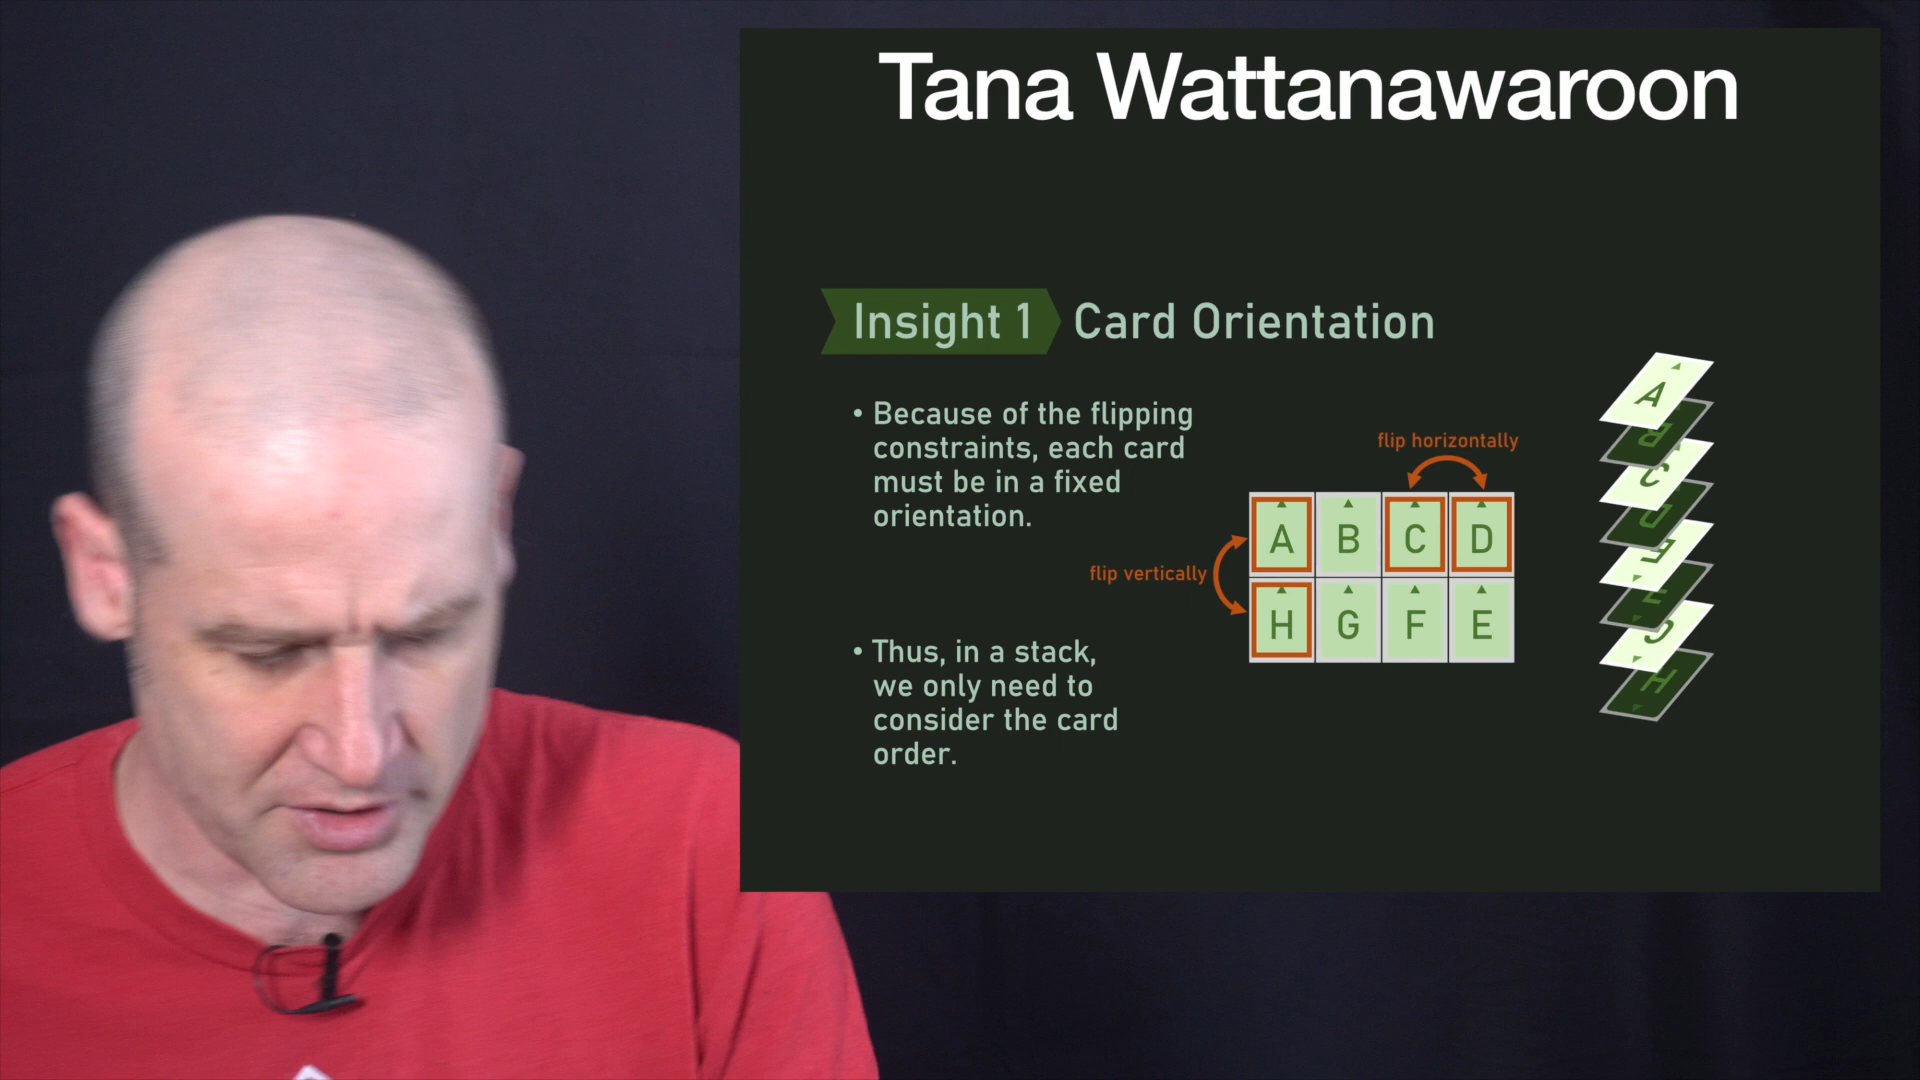 Tana Wattanawaroon
Insight 1 Card Orientation
• Because of the flipping
constraints, each card
must be in a fixed
orientation.
• Thus, in a stack,
we only need to
consider the card
order.
flip horizontally
flip vertically
A B C D
H G F E
A
B
C
D
E
F
G
H